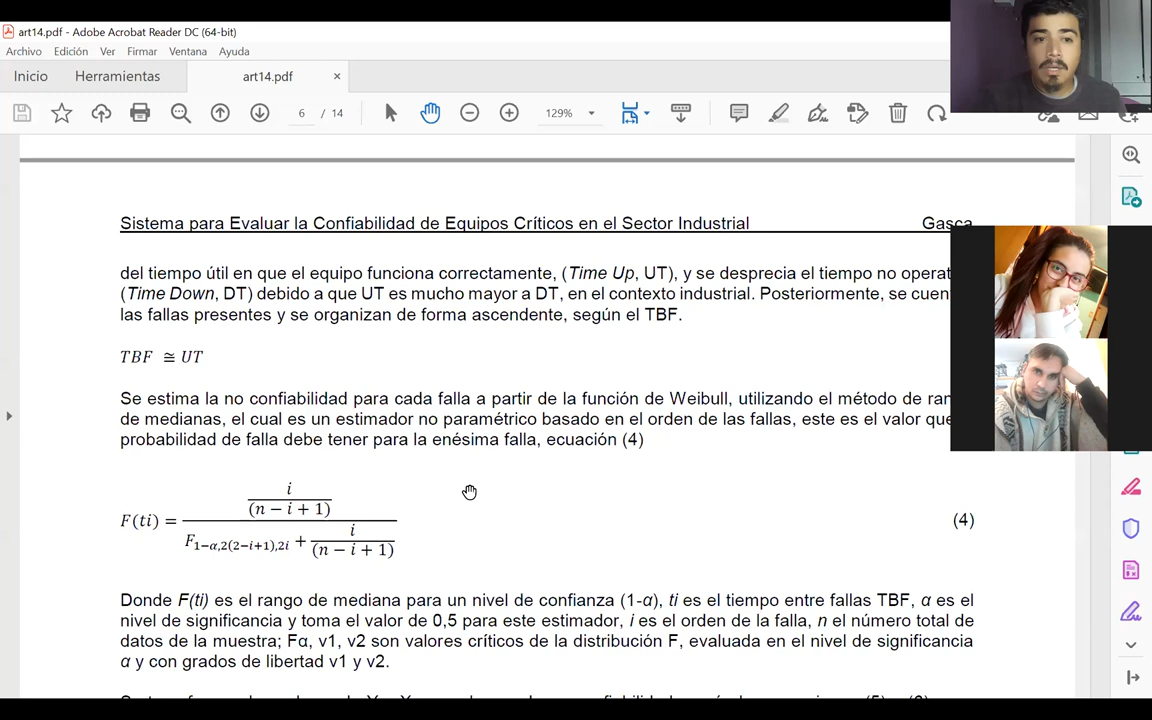 art14.pdf - Adobe Acrobat Reader DC (64-bit)
Archivo Edición Ver Firmar Ventana Ayuda
Inicio Herramientas art14.pdf ×
6 / 14 129%
Sistema para Evaluar la Confiabilidad de Equipos Críticos en el Sector Industrial Gasca
del tiempo útil en que el equipo funciona correctamente, (Time Up, UT), y se desprecia el tiempo no
(Time Down, DT) debido a que UT es mucho mayor a DT, en el contexto industrial. Posteriormente, se
las fallas presentes y se organizan de forma ascendente, según el TBF.
TBF ≅ UT
Se estima la no confiabilidad para cada falla a partir de la función de Weibull, utilizando el método de
de medianas, el cual es un estimador no paramétrico basado en el orden de las fallas, este es el valor que
probabilidad de falla debe tener para la enésima falla, ecuación (4)
i
(n − i + 1)
F(ti) =
i
F1−α,2(2−i+1),2i +
(n − i + 1)
(4)
Donde F(ti) es el rango de mediana para un nivel de confianza (1-α), ti es el tiempo entre fallas TBF, α es el
nivel de significancia y toma el valor de 0,5 para este estimador, i es el orden de la falla, n el número total de
datos de la muestra; Fα, v1, v2 son valores críticos de la distribución F, evaluada en el nivel de significancia
α y con grados de libertad v1 y v2.